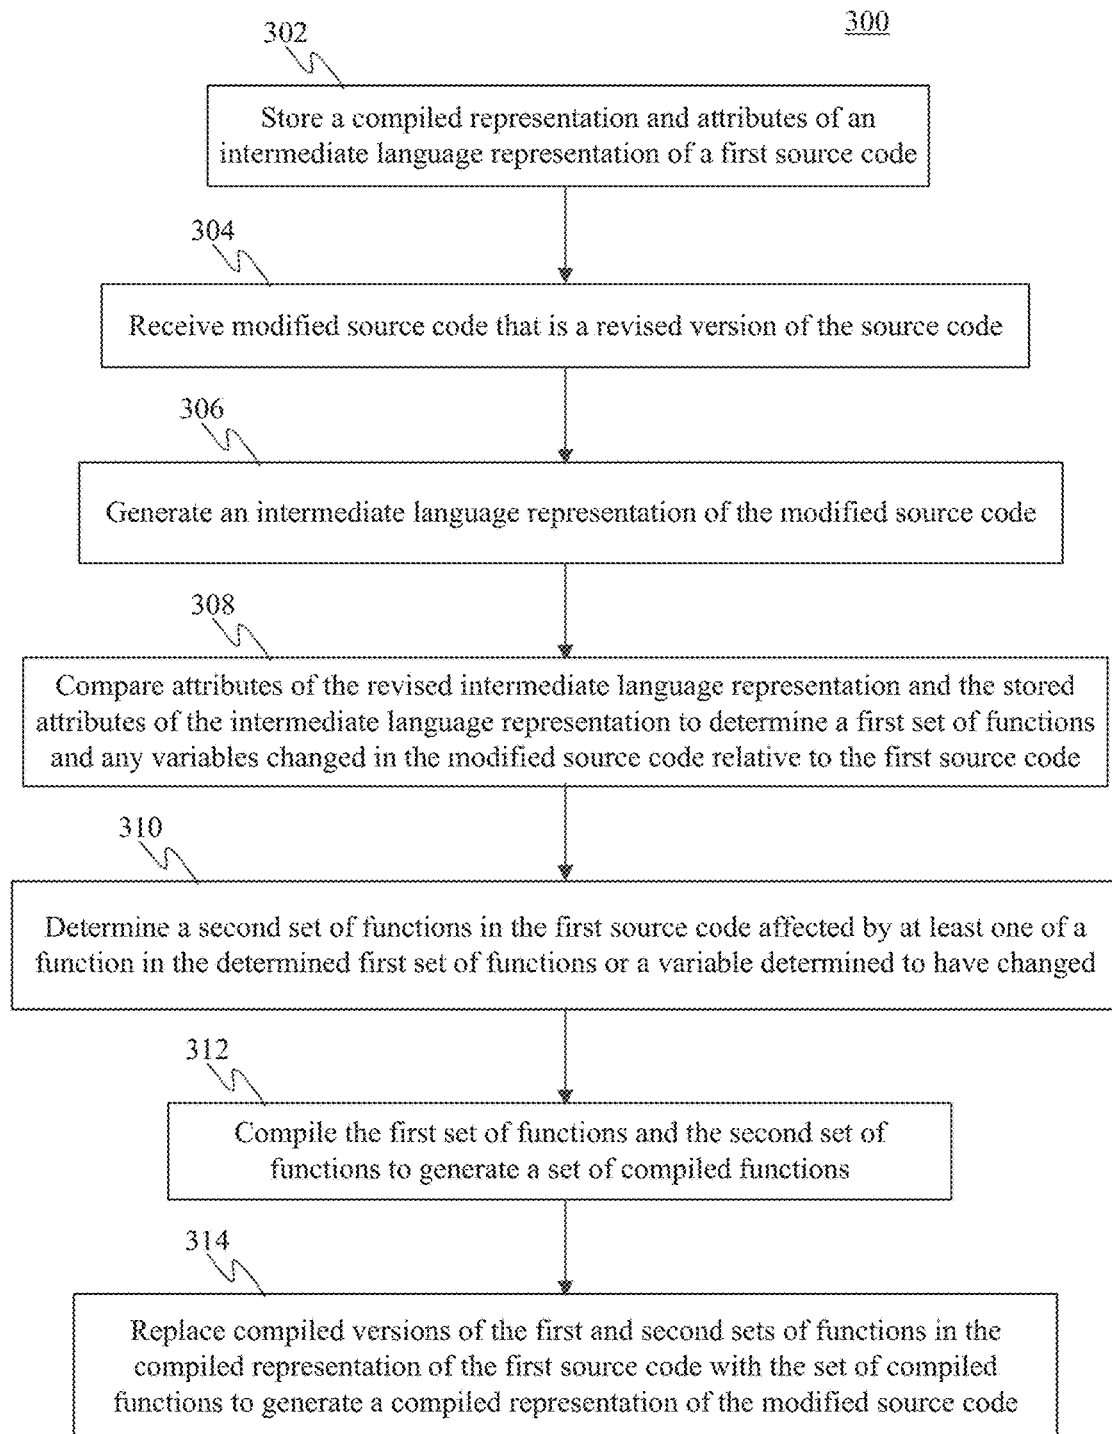 300
302
Store a compiled representation and attributes of an
intermediate language representation of a first source code
304
Receive modified source code that is a revised version of the source code
306
Generate an intermediate language representation of the modified source code
308
Compare attributes of the revised intermediate language representation and the stored
attributes of the intermediate language representation to determine a first set of functions
and any variables changed in the modified source code relative to the first source code
310
Determine a second set of functions in the first source code affected by at least one of a
function in the determined first set of functions or a variable determined to have changed
312
Compile the first set of functions and the second set of
functions to generate a set of compiled functions
314
Replace compiled versions of the first and second sets of functions in the
compiled representation of the first source code with the set of compiled
functions to generate a compiled representation of the modified source code